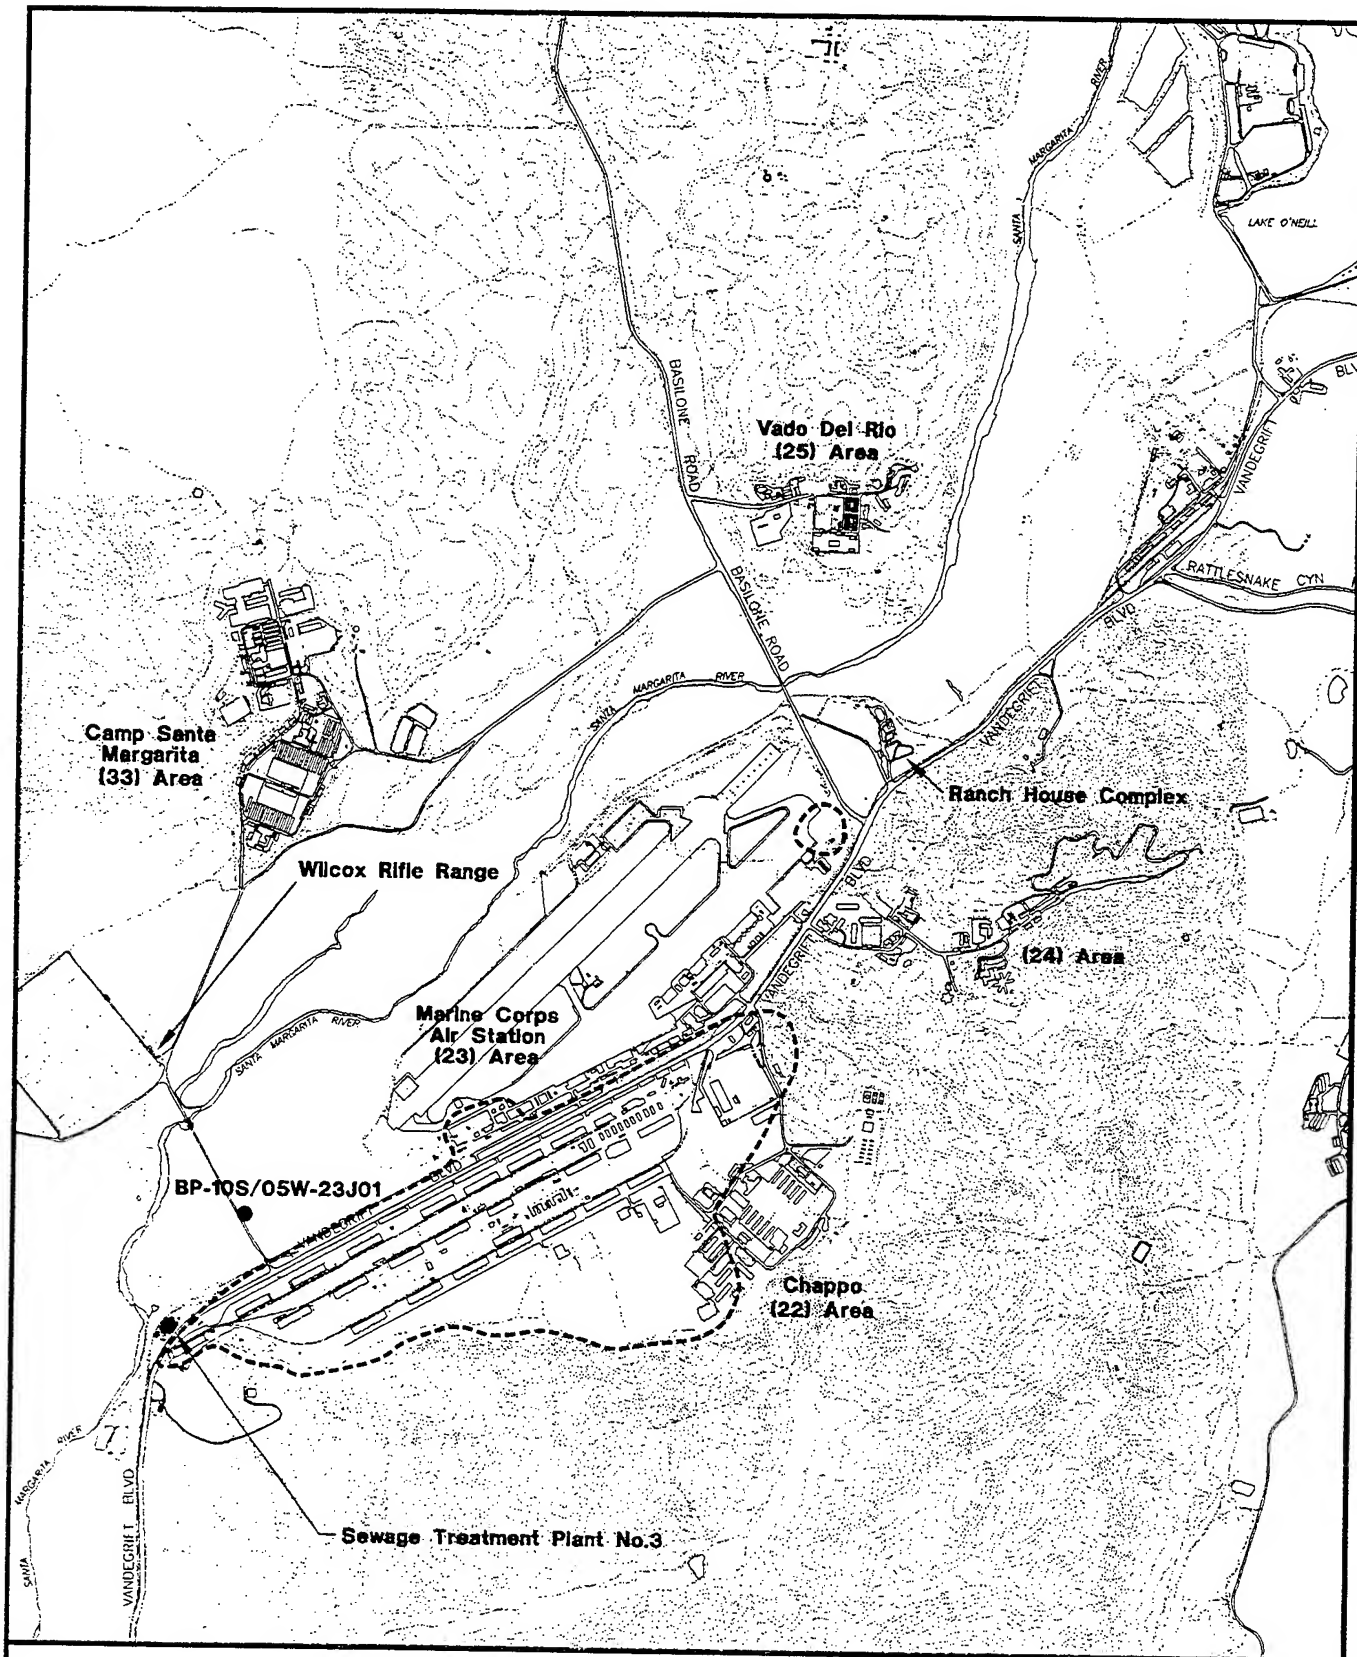 RIVER
MARGARITA
SANTA
LAKE O'NEILL
BASILONE
ROAD
BLV
Vado Del Rio
(25) Area
VANDEGRIFT
RATTLESNAKE CYN
BASILONE ROAD
BLVD
SANTA MARGARITA RIVER
VANDEGRIFT
Camp Santa
Margarita
(33) Area
Ranch House Complex
Wilcox Rifle Range
BLVD
VANDEGRIFT
(24) Area
Marine Corps
Air Station
(23) Area
SANTA MARGARITA RIVER
BLVD
BP-10S/05W-23J01
VANDEGRIFT
Chappo
(22) Area
SANTA MARGARITA RIVER
VANDEGRIFT BLVD
Sewage Treatment Plant No.3